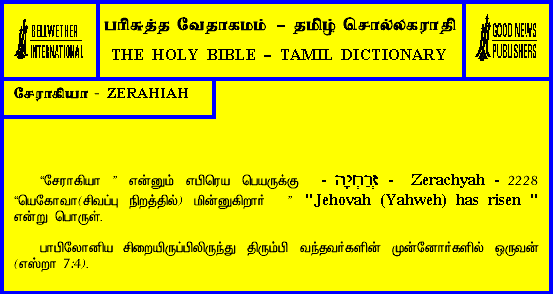 BELLWETHER
INTERNATIONAL
பரிசுத்த வேதாகமம் – தமிழ் சொல்லகராதி
THE HOLY BIBLE – TAMIL DICTIONARY
GOOD NEWS
PUBLISHERS
சேராகியா - ZERAHIAH
“சேராகியா ” என்னும் எபிரெய பெயருக்கு - זְרַחְיָה - Zerachyah - 2228
“யெகோவா(சிவப்பு நிறத்தில்) மின்னுகிறார் ” "Jehovah (Yahweh) has risen "
என்று பொருள்.
பாபிலோனிய சிறையிருப்பிலிருந்து திரும்பி வந்தவர்களின் முன்னோர்களில் ஒருவன்
(எஸ்றா 7:4).